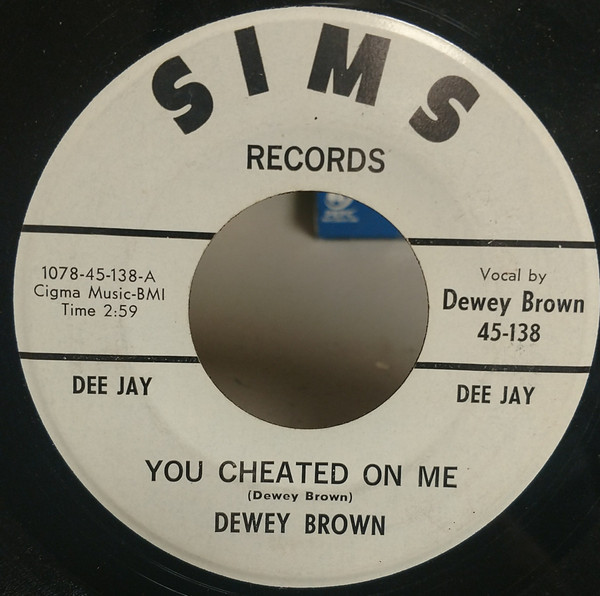 SIMS
RECORDS
1078-45-138-A
Cigma Music-BMI
Time 2:59
Vocal by
Dewey Brown
45-138
DEE JAY
DEE JAY
YOU CHEATED ON ME
(Dewey Brown)
DEWEY BROWN